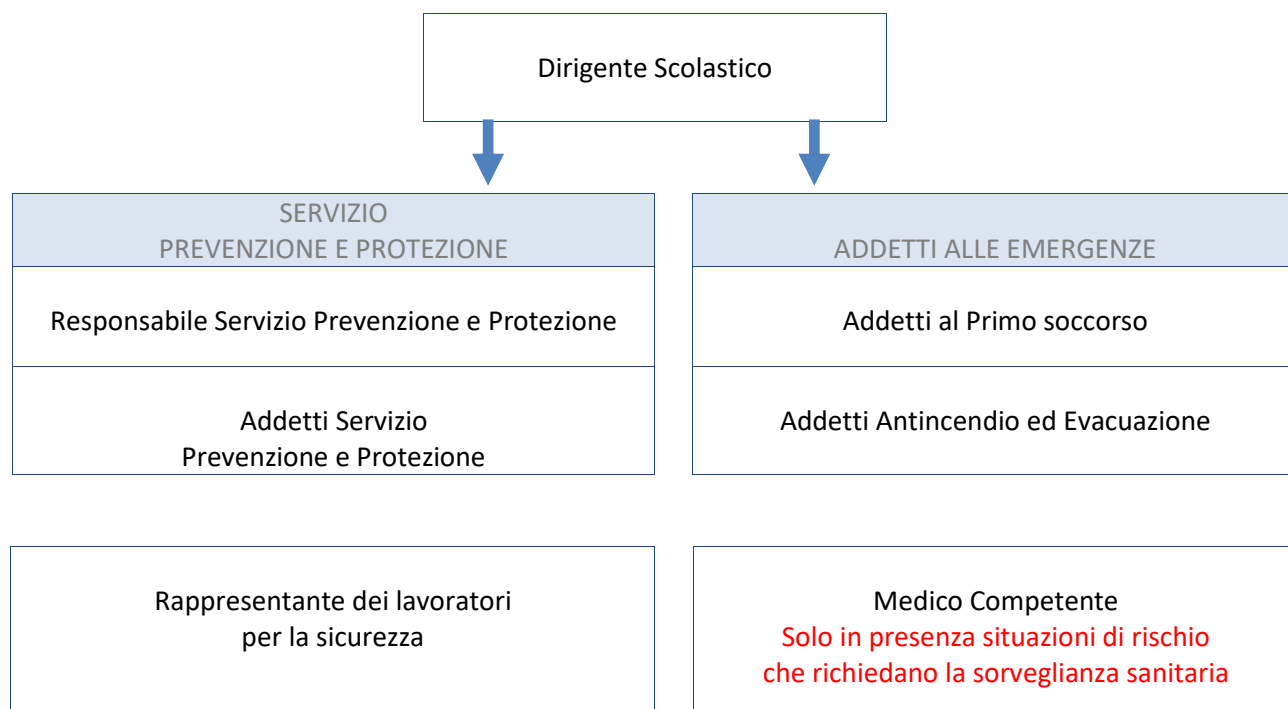 Dirigente Scolastico
SERVIZIO
PREVENZIONE E PROTEZIONE
Responsabile Servizio Prevenzione e Protezione
Addetti Servizio
Prevenzione e Protezione
ADDETTI ALLE EMERGENZE
Addetti al Primo soccorso
Addetti Antincendio ed Evacuazione
Rappresentante dei lavoratori
per la sicurezza
Medico Competente
Solo in presenza situazioni di rischio
che richiedano la sorveglianza sanitaria